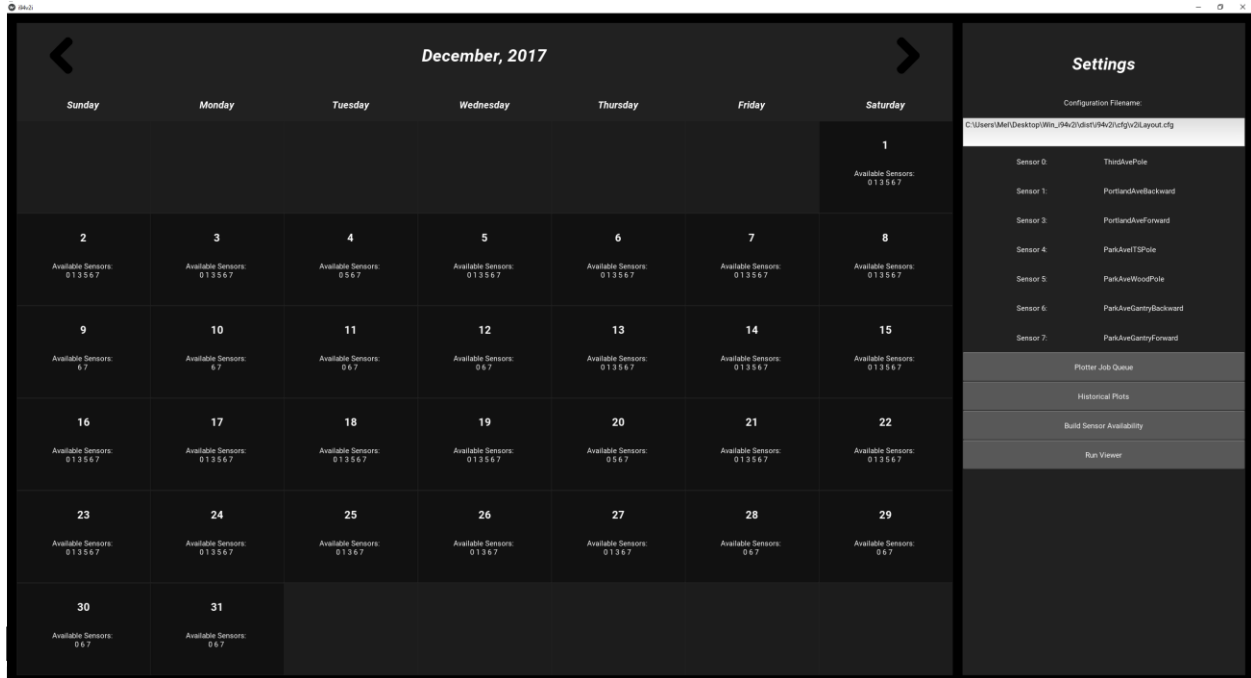 i94v2i
December, 2017
Sunday Monday Tuesday Wednesday Thursday Friday Saturday
1
Available Sensors:
0 1 3 5 6 7
2 3 4 5 6 7 8
Available Sensors: Available Sensors: Available Sensors: Available Sensors: Available Sensors: Available Sensors: Available Sensors:
0 1 3 5 6 7 0 1 3 5 6 7 0 5 6 7 0 1 3 5 6 7 0 1 3 5 6 7 0 1 3 5 6 7 0 1 3 5 6 7
9 10 11 12 13 14 15
Available Sensors: Available Sensors: Available Sensors: Available Sensors: Available Sensors: Available Sensors: Available Sensors:
6 7 6 7 0 6 7 0 6 7 0 1 3 5 6 7 0 1 3 5 6 7 0 1 3 5 6 7
16 17 18 19 20 21 22
Available Sensors: Available Sensors: Available Sensors: Available Sensors: Available Sensors: Available Sensors: Available Sensors:
0 1 3 5 6 7 0 1 3 5 6 7 0 1 3 5 6 7 0 1 3 5 6 7 0 5 6 7 0 1 3 5 6 7 0 1 3 5 6 7
23 24 25 26 27 28 29
Available Sensors: Available Sensors: Available Sensors: Available Sensors: Available Sensors: Available Sensors: Available Sensors:
0 1 3 5 6 7 0 1 3 5 6 7 0 1 3 6 7 0 1 3 6 7 0 1 3 6 7 0 6 7 0 6 7
30 31
Available Sensors: Available Sensors:
0 6 7 0 6 7
Settings
Configuration Filename:
C:\Users\Mel\Desktop\Win_i94v2i\dist\i94v2i\cfg\v2iLayout.cfg
Sensor 0: ThirdAvePole
Sensor 1: PortlandAveBackward
Sensor 3: PortlandAveForward
Sensor 4: ParkAveITSPole
Sensor 5: ParkAveWoodPole
Sensor 6: ParkAveGantryBackward
Sensor 7: ParkAveGantryForward
Plotter Job Queue
Historical Plots
Build Sensor Availability
Run Viewer